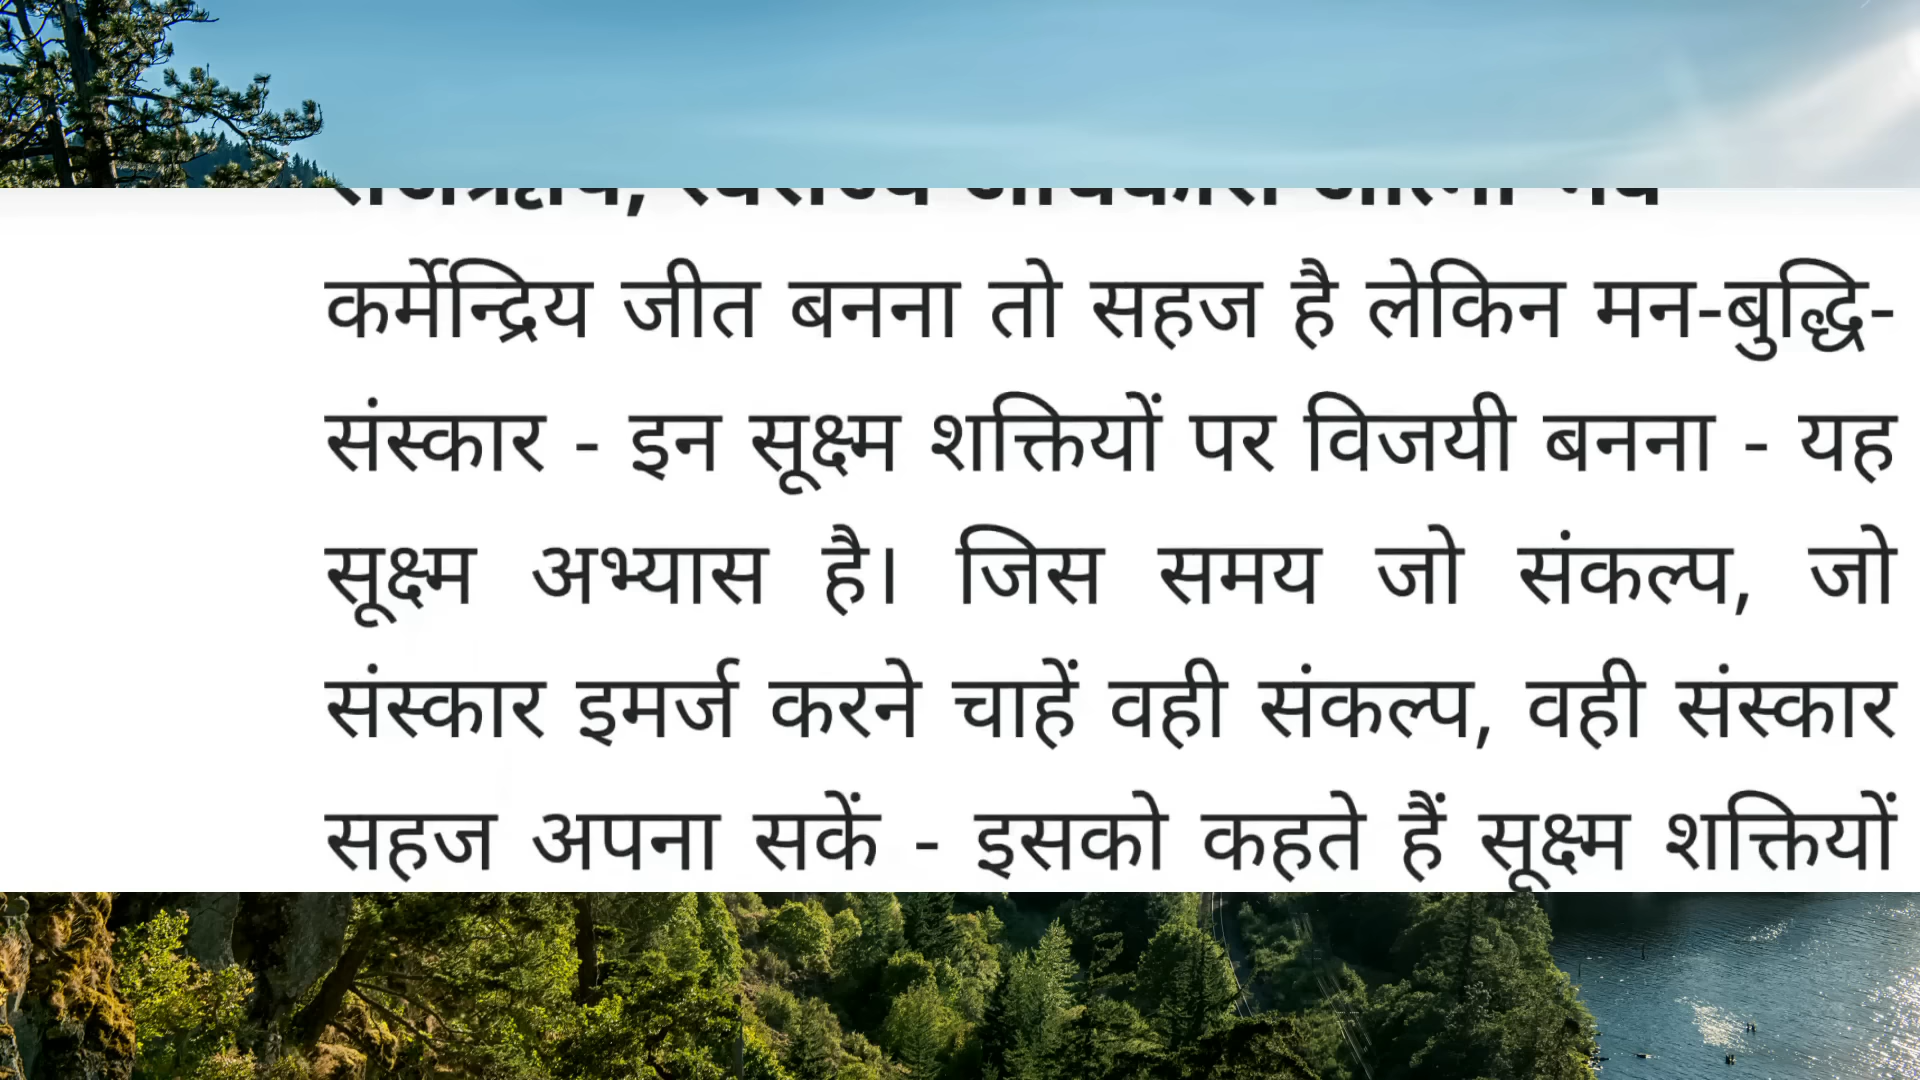 कर्मेन्द्रिय जीत बनना तो सहज है लेकिन मन-बुद्धि-
संस्कार - इन सूक्ष्म शक्तियों पर विजयी बनना - यह
सूक्ष्म अभ्यास है। जिस समय जो संकल्प, जो
संस्कार इमर्ज करने चाहें वही संकल्प, वही संस्कार
सहज अपना सकें - इसको कहते हैं सूक्ष्म शक्तियों